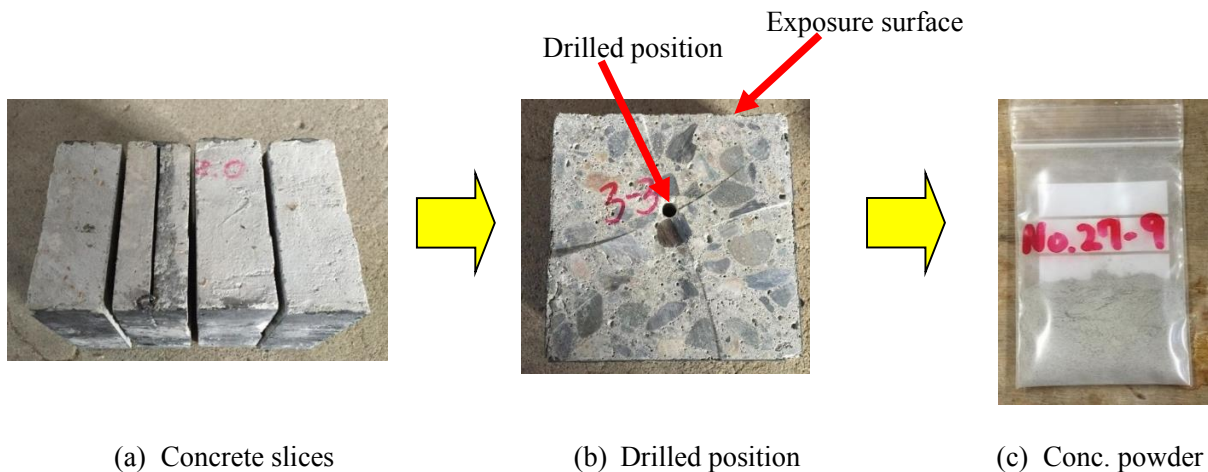 Exposure surface
Drilled position
3-3
No.27-9
(a) Concrete slices
(b) Drilled position
(c) Conc. powder